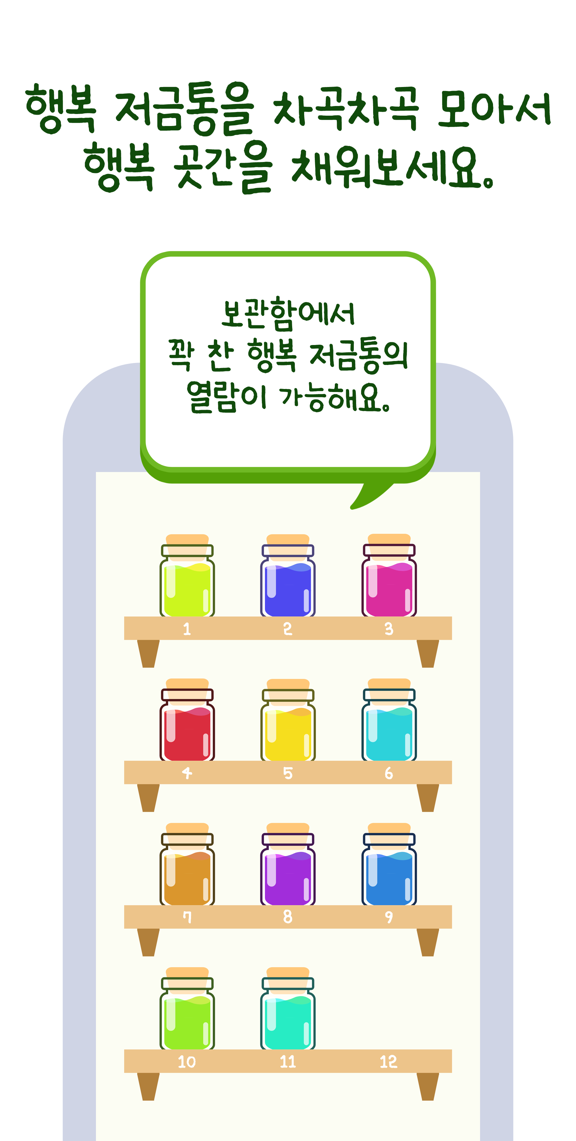 행복 저금통을 차곡차곡 모아서
행복 곳간을 채워보세요.
보관함에서
꽉 찬 행복 저금통의
열람이 가능해요.
1 2 3
4 5 6
7 8 9
10 11 12